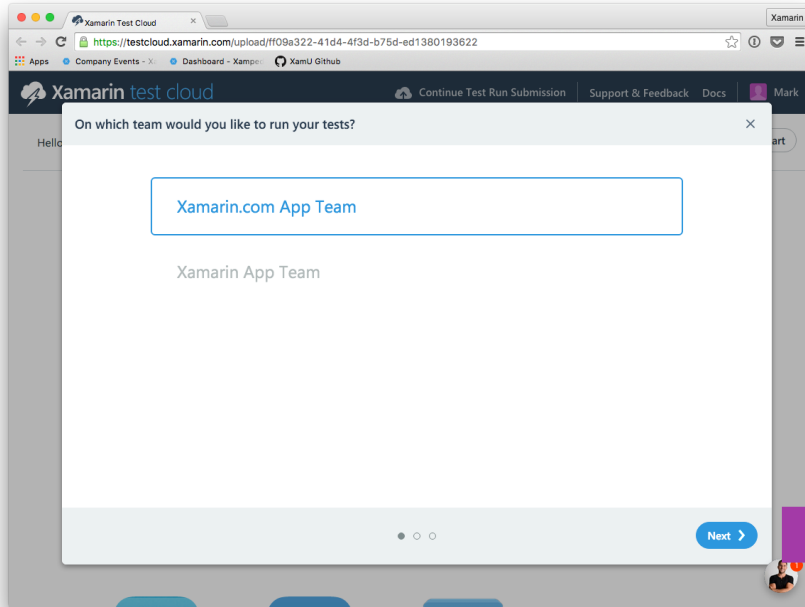 Xamarin Test Cloud
Xamarin
https://testcloud.xamarin.com/upload/ff09a322-41d4-4f3d-b75d-ed1380193622
Apps
Company Events - X
Dashboard - Xampe
XamU Github
Xamarin test cloud
Continue Test Run Submission
Support & Feedback
Docs
Mark
On which team would you like to run your tests?
Hello
art
Xamarin.com App Team
Xamarin App Team
Next
1